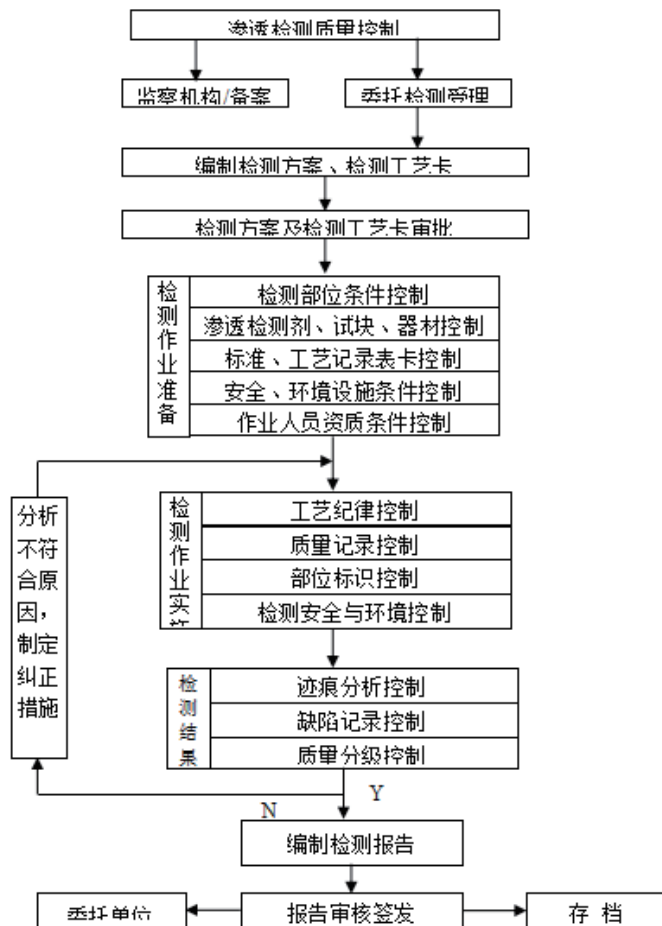 渗透检测质量控制
监察机构/备案
委托检测受理
编制检测方案、检测工艺卡
检测方案及检测工艺卡审批
检测作业准备
检测部位条件控制
渗透检测剂、试块、器材控制
标准、工艺记录表卡控制
安全、环境设施条件控制
作业人员资质条件控制
分析
不符
合原
因,
制定
纠正
措施
检测作业实施
工艺纪律控制
质量记录控制
部位标识控制
检测安全与环境控制
检测结果
迹痕分析控制
缺陷记录控制
质量分级控制
N
Y
编制检测报告
委托单位
报告审核签发
存 档